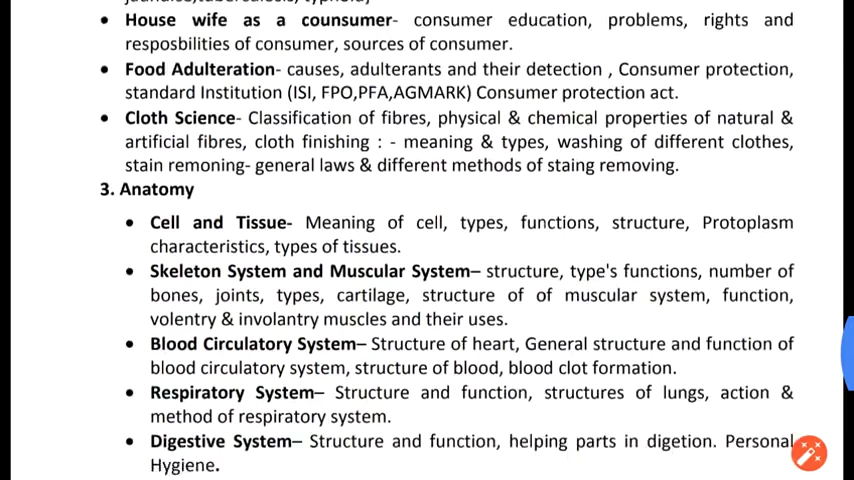 • House wife as a counsumer- consumer education, problems, rights and
resposbilities of consumer, sources of consumer.
• Food Adulteration- causes, adulterants and their detection , Consumer protection,
standard Institution (ISI, FPO,PFA,AGMARK) Consumer protection act.
• Cloth Science- Classification of fibres, physical & chemical properties of natural &
artificial fibres, cloth finishing : - meaning & types, washing of different clothes,
stain remoning- general laws & different methods of staing removing.
3. Anatomy
• Cell and Tissue- Meaning of cell, types, functions, structure, Protoplasm
characteristics, types of tissues.
• Skeleton System and Muscular System– structure, type's functions, number of
bones, joints, types, cartilage, structure of of muscular system, function,
volentry & involantry muscles and their uses.
• Blood Circulatory System– Structure of heart, General structure and function of
blood circulatory system, structure of blood, blood clot formation.
• Respiratory System– Structure and function, structures of lungs, action &
method of respiratory system.
• Digestive System– Structure and function, helping parts in digetion. Personal
Hygiene.